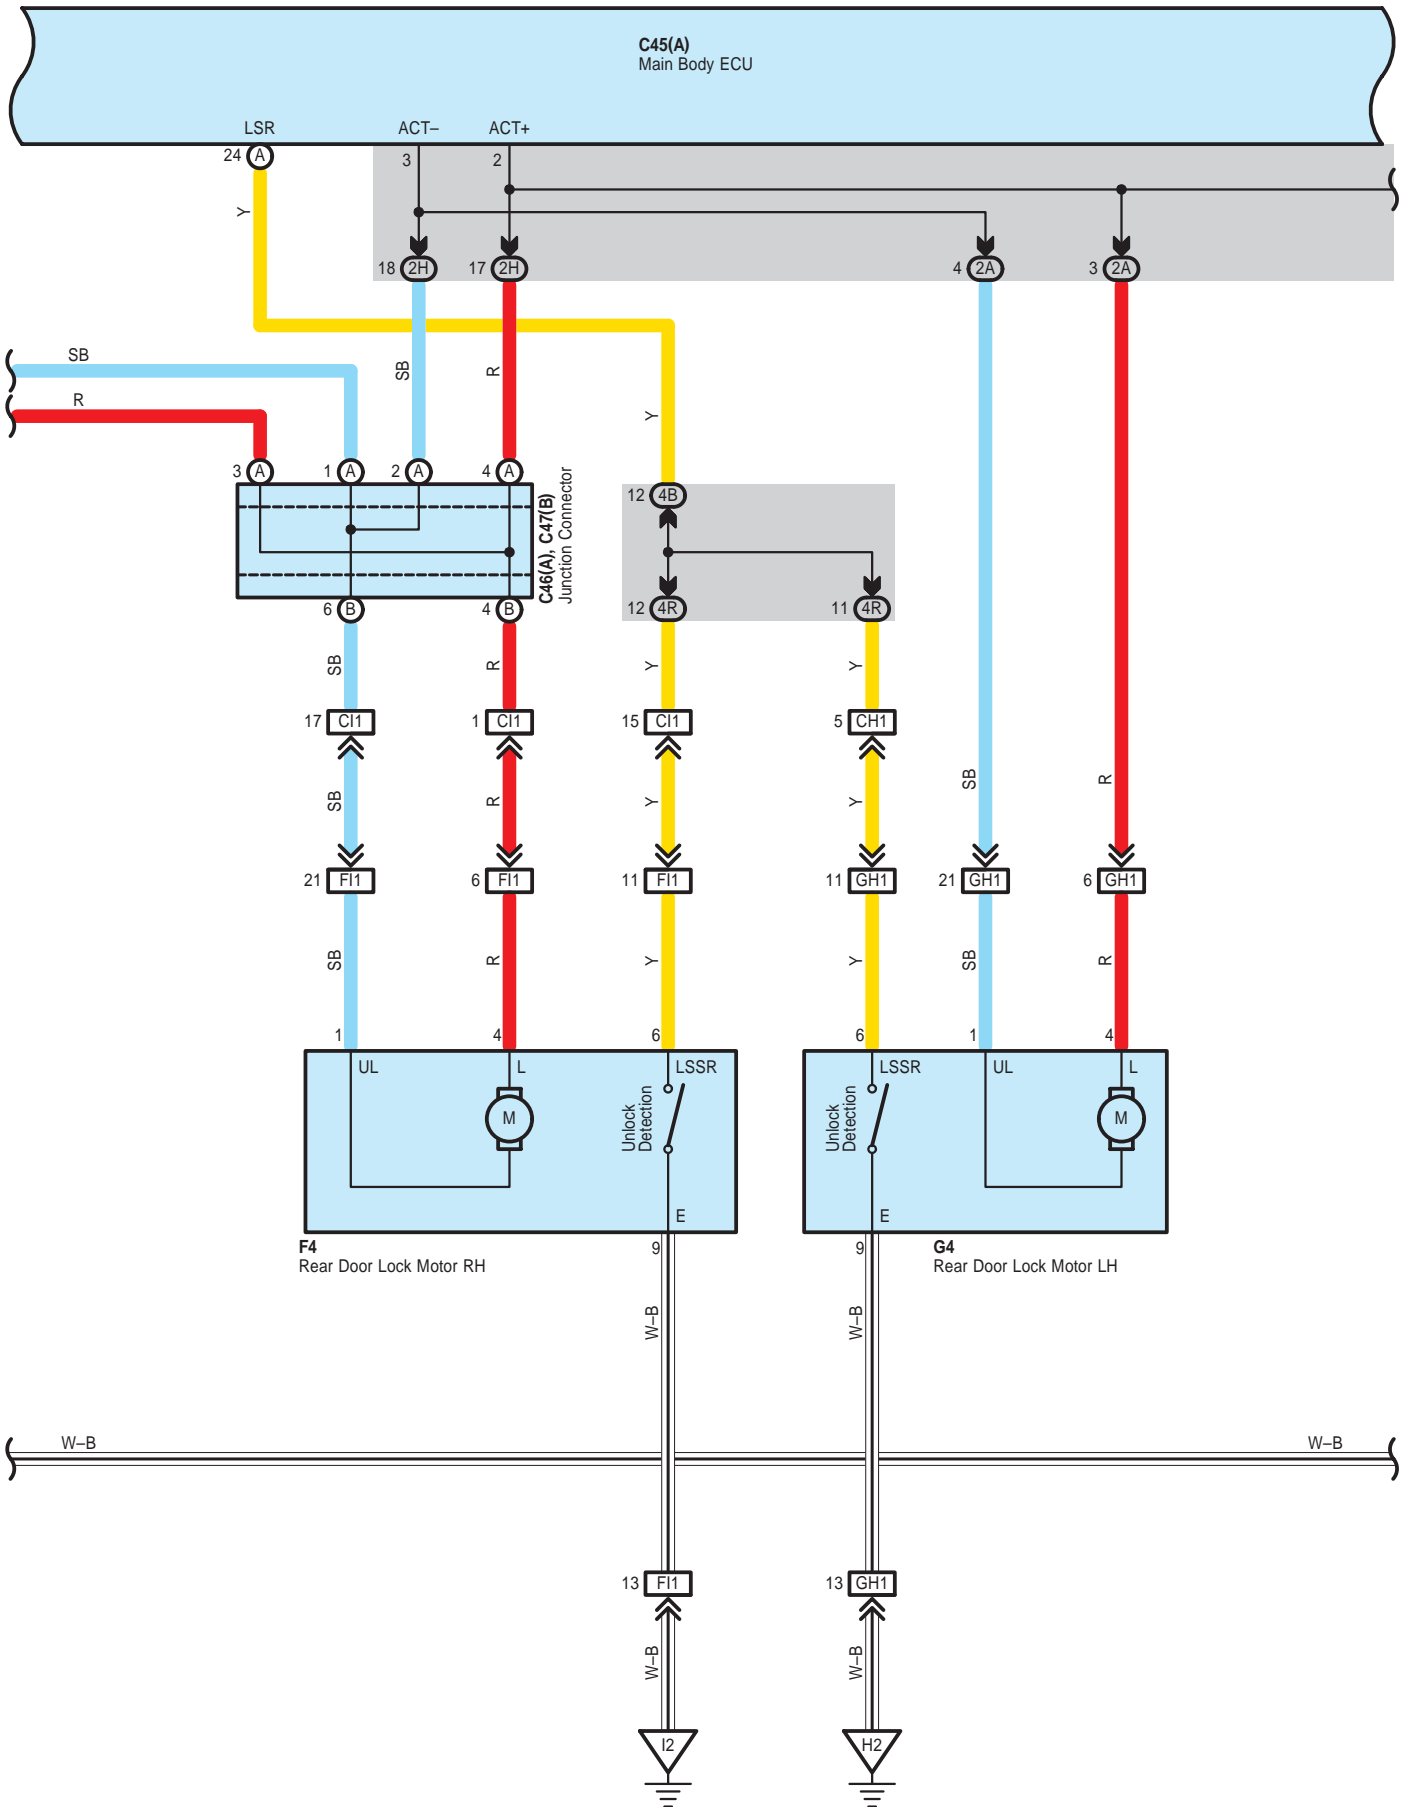 C45(A)
Main Body ECU
LSR
ACT–
ACT+
24 A
3
2
Y
18 2H
17 2H
4 2A
3 2A
SB
R
SB
R
Y
3 A
1 A
2 A
4 A
C46(A), C47(B)
Junction Connector
12 4B
6 B
4 B
12 4R
11 4R
SB
R
Y
Y
17 CI1
1 CI1
15 CI1
5 CH1
SB
R
Y
Y
SB
R
21 FI1
6 FI1
11 FI1
11 GH1
21 GH1
6 GH1
SB
R
Y
Y
SB
R
1
4
6
6
1
4
UL
L
LSSR
LSSR
UL
L
M
Unlock
Detection
Unlock
Detection
M
E
E
F4
Rear Door Lock Motor RH
9
9
G4
Rear Door Lock Motor LH
W–B
W–B
W–B
W–B
13 FI1
13 GH1
W–B
W–B
I2
H2